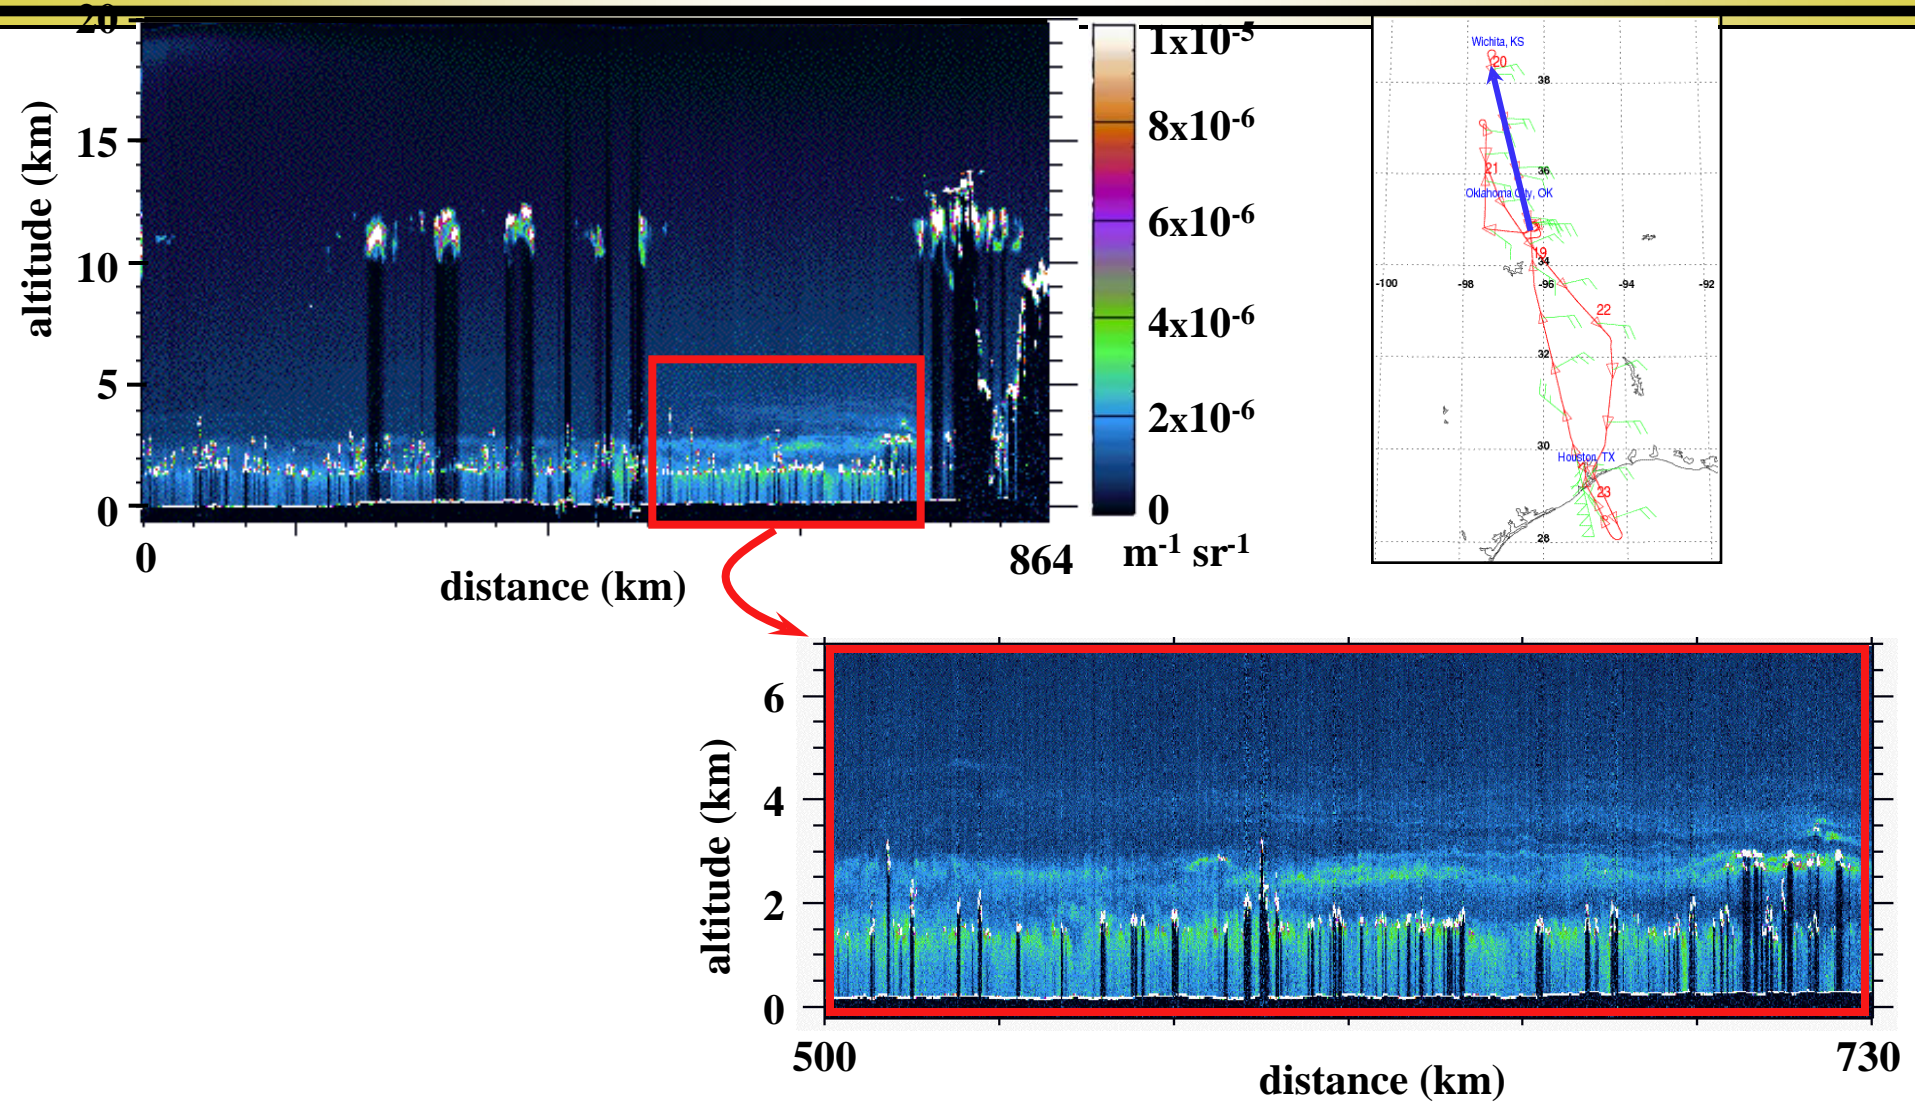 20
15
10
5
0
altitude (km)
0
864
distance (km)
1x10-5
8x10-6
6x10-6
4x10-6
2x10-6
0
m-1 sr-1
Wichita, KS
20
38
36
21
Oklahoma City, OK
19
34
-100
-98
-96
-94
-92
22
32
30
Houston, TX
23
28
6
4
2
0
altitude (km)
500
730
distance (km)